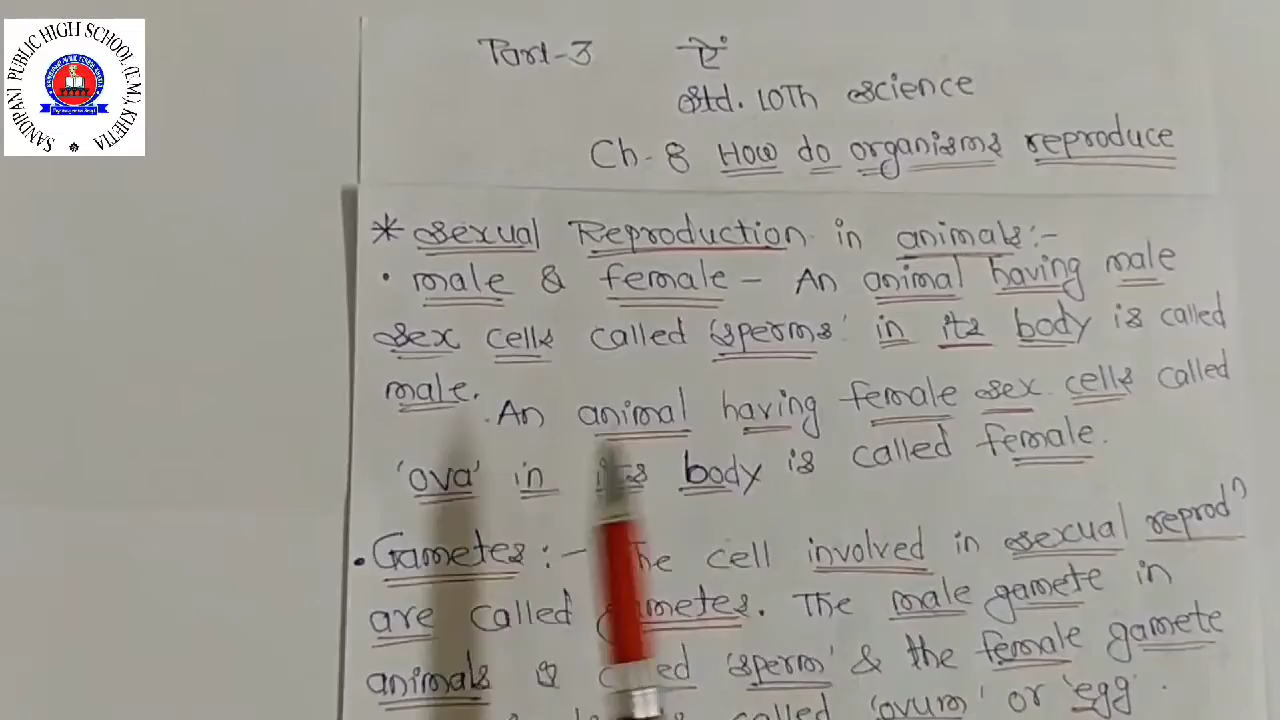 SANDIPANI PUBLIC HIGH SCHOOL (E.M.), KHETIA
Part-3 ऐं
Std. 10Th Science
Ch-8 How do organisms reproduce
* Sexual Reproduction in animals:-
• male & female - An animal having male
sex cells called 'sperms' in its body is called
male. An animal having female sex cells called
'ova' in its body is called female.
• Gametes:- The cell involved in sexual reprodⁿ
are called gametes. The male gamete in
animals is called 'sperm' & the female gamete
called 'ovum' or 'egg'.